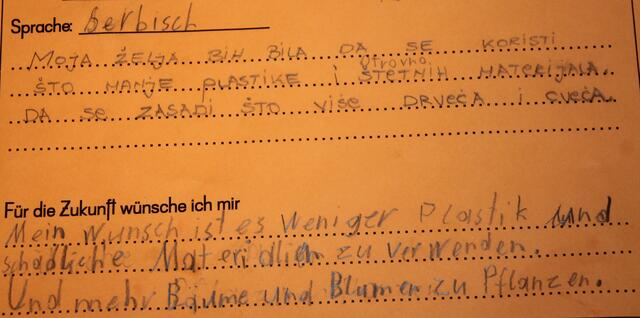 Sprache: Serbisch
MOJA ŽELJA BIH BILA DA SE KORISTI
otrovno
ŠTO MANJE PLASTIKE I ŠTETNIH MATERIJALA.
DA SE ZASADI ŠTO VIŠE DRVEĆA I CVEĆA.
Für die Zukunft wünsche ich mir
Mein Wunsch ist es Weniger Plastik und
schädliche Materialien zu verwenden.
Und mehr Bäume und Blumen zu Pflanzen.